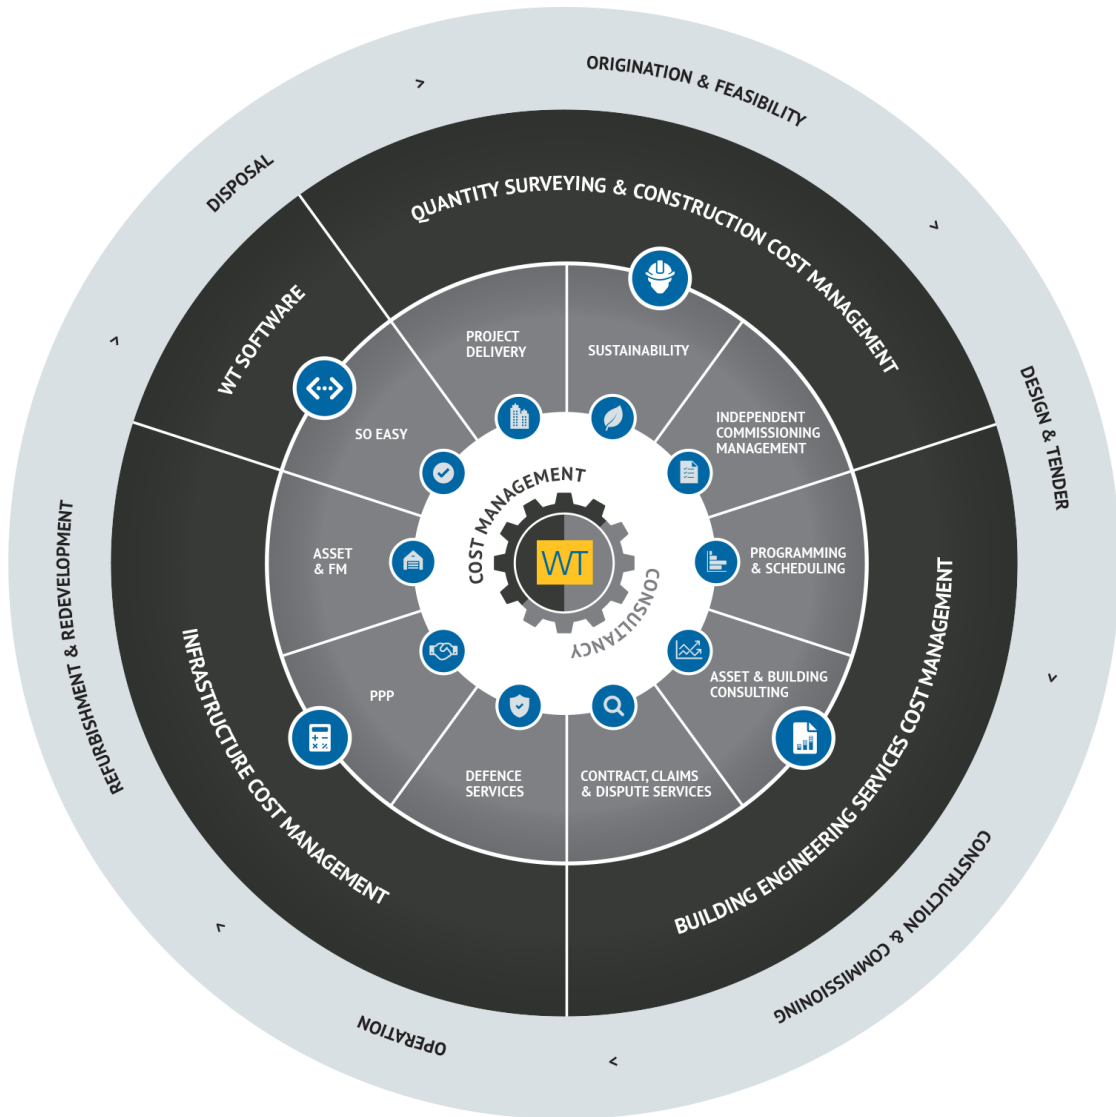 ORIGINATION & FEASIBILITY
DESIGN & TENDER
CONSTRUCTION & COMMISSIONING
OPERATION
REFURBISHMENT & REDEVELOPMENT
DISPOSAL
QUANTITY SURVEYING & CONSTRUCTION COST MANAGEMENT
BUILDING ENGINEERING SERVICES COST MANAGEMENT
INFRASTRUCTURE COST MANAGEMENT
WT SOFTWARE
PROJECT
DELIVERY
SUSTAINABILITY
INDEPENDENT
COMMISSIONING
MANAGEMENT
PROGRAMMING
& SCHEDULING
ASSET & BUILDING
CONSULTING
CONTRACT, CLAIMS
& DISPUTE SERVICES
DEFENCE
SERVICES
PPP
ASSET
& FM
SO EASY
COST MANAGEMENT
CONSULTANCY
WT